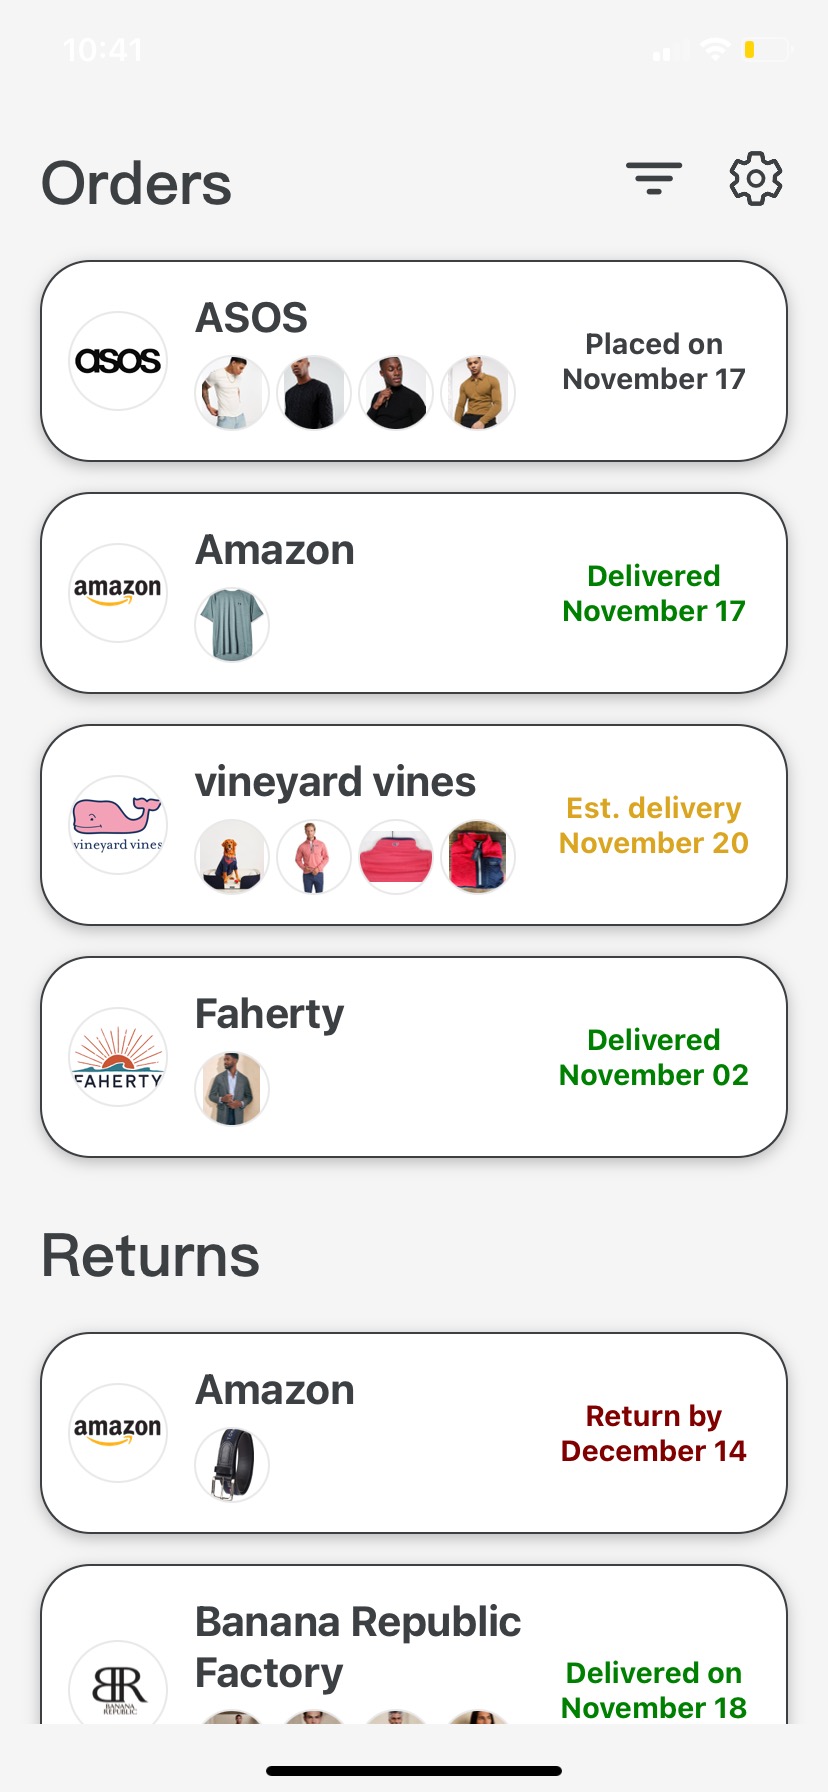 10:41
Orders
ASOS
asos
Placed on
November 17
Amazon
amazon
Delivered
November 17
vineyard vines
vineyard vines
Est. delivery
November 20
Faherty
FAHERTY
Delivered
November 02
Returns
Amazon
amazon
Return by
December 14
Banana Republic
Factory
BR
BANANA
REPUBLIC
Delivered on
November 18